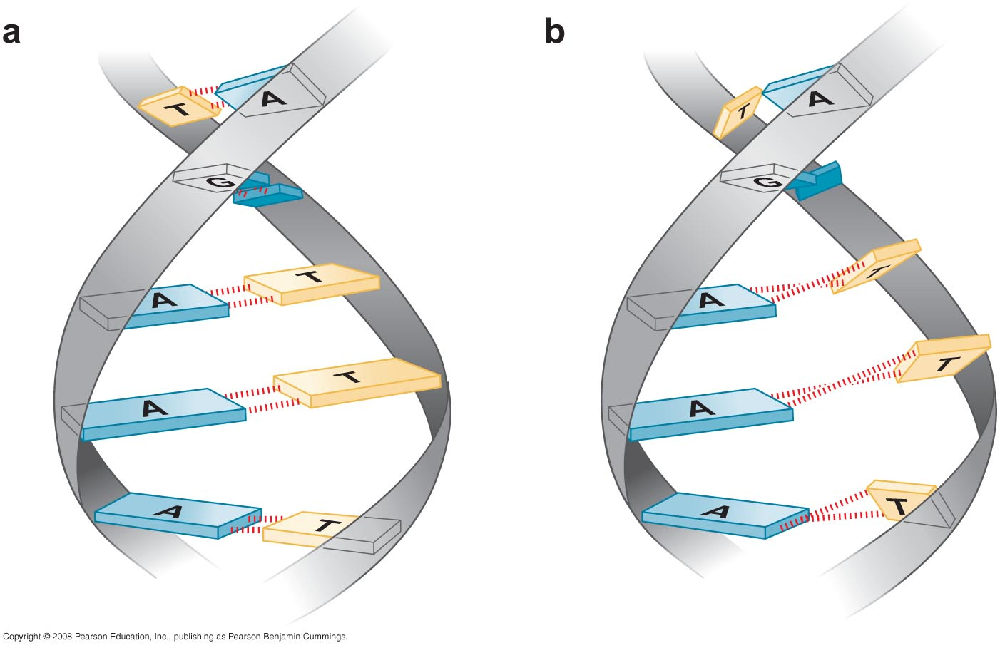 a
b
T A
T A
G
G
A T
A T
A T
A T
A T
A T
Copyright © 2008 Pearson Education, Inc., publishing as Pearson Benjamin Cummings.